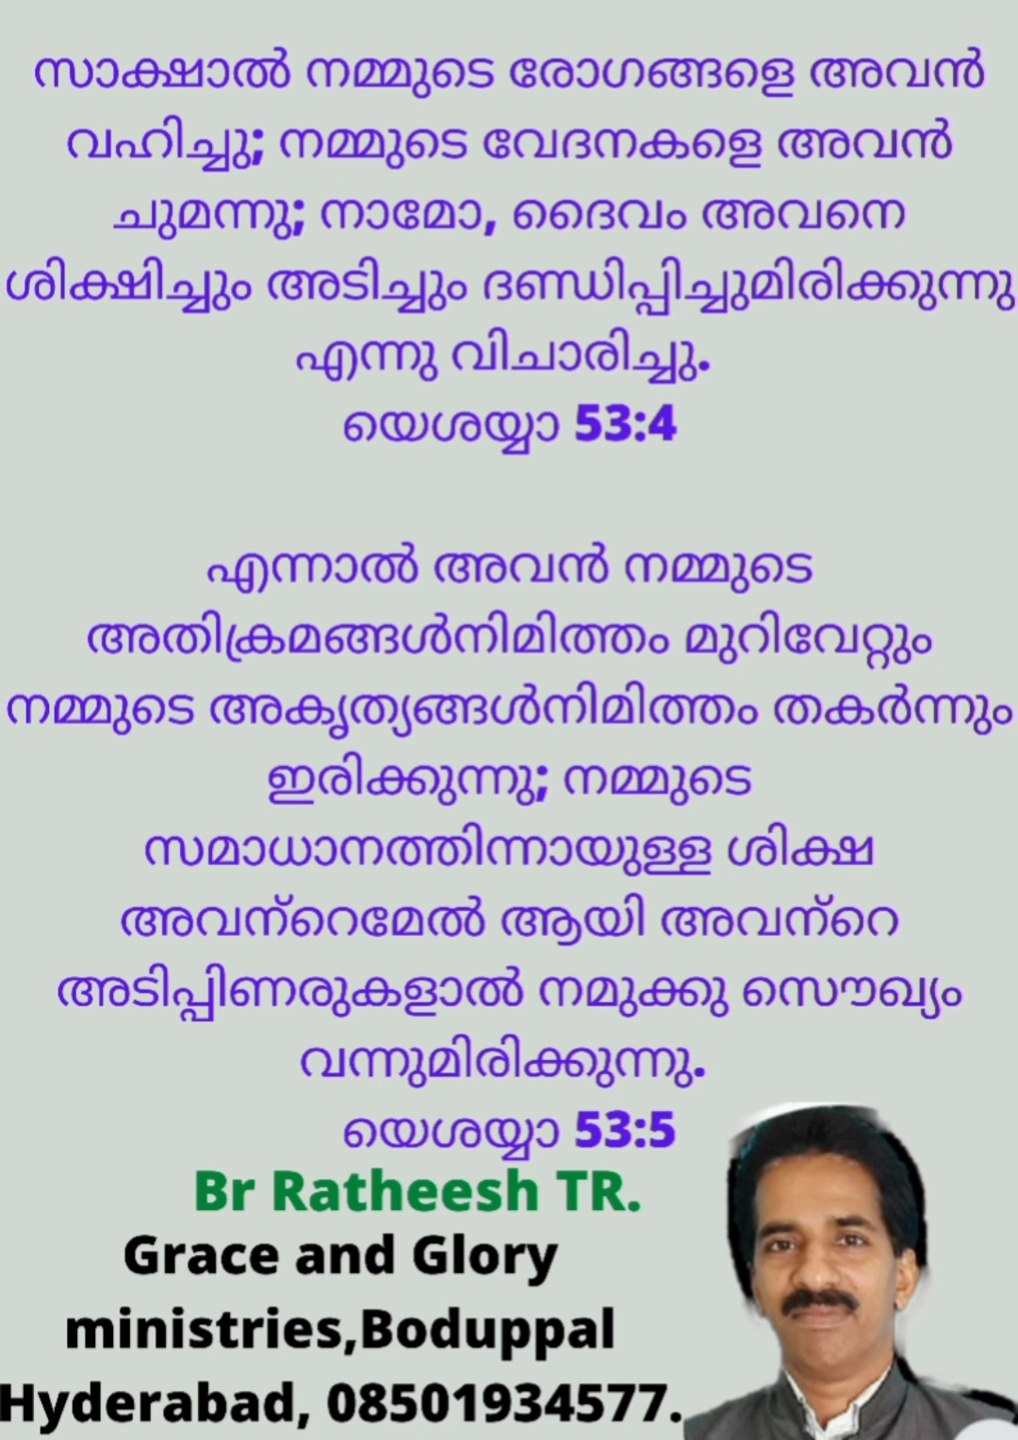 സാക്ഷാൽ നമ്മുടെ രോഗങ്ങളെ അവൻ
വഹിച്ചു; നമ്മുടെ വേദനകളെ അവൻ
ചുമന്നു; നാമോ, ദൈവം അവനെ
ശിക്ഷിച്ചും അടിച്ചും ദണ്ഡിപ്പിച്ചുമിരിക്കുന്നു
എന്നു വിചാരിച്ചു.
യെശയ്യാ 53:4
എന്നാൽ അവൻ നമ്മുടെ
അതിക്രമങ്ങൾനിമിത്തം മുറിവേറ്റും
നമ്മുടെ അകൃത്യങ്ങൾനിമിത്തം തകർന്നും
ഇരിക്കുന്നു; നമ്മുടെ
സമാധാനത്തിന്നായുള്ള ശിക്ഷ
അവന്റെമേൽ ആയി അവന്റെ
അടിപ്പിണരുകളാൽ നമുക്കു സൌഖ്യം
വന്നുമിരിക്കുന്നു.
യെശയ്യാ 53:5
Br Ratheesh TR.
Grace and Glory
ministries,Boduppal
Hyderabad, 08501934577.